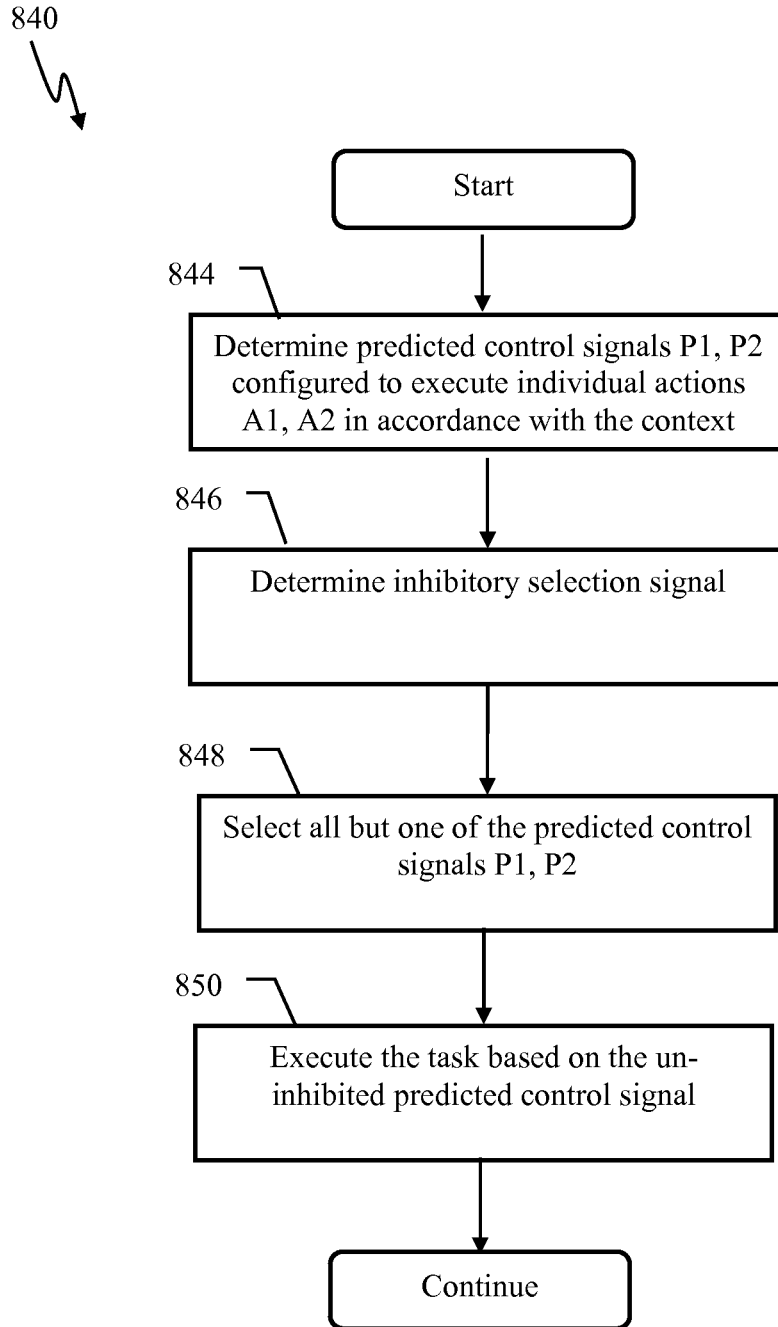 840
Start
844
Determine predicted control signals P1, P2
configured to execute individual actions
A1, A2 in accordance with the context
846
Determine inhibitory selection signal
848
Select all but one of the predicted control
signals P1, P2
850
Execute the task based on the un-
inhibited predicted control signal
Continue